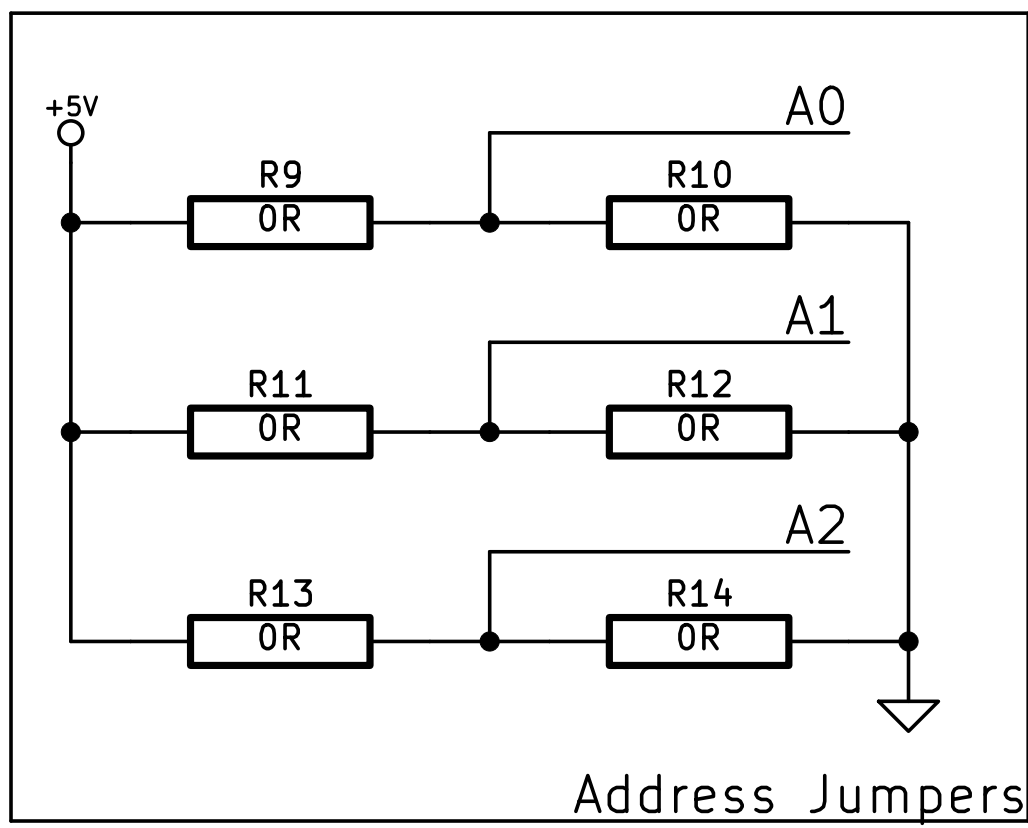 A0
+5V
R9 R10
0R 0R
A1
R11 R12
0R 0R
A2
R13 R14
0R 0R
Address Jumpers